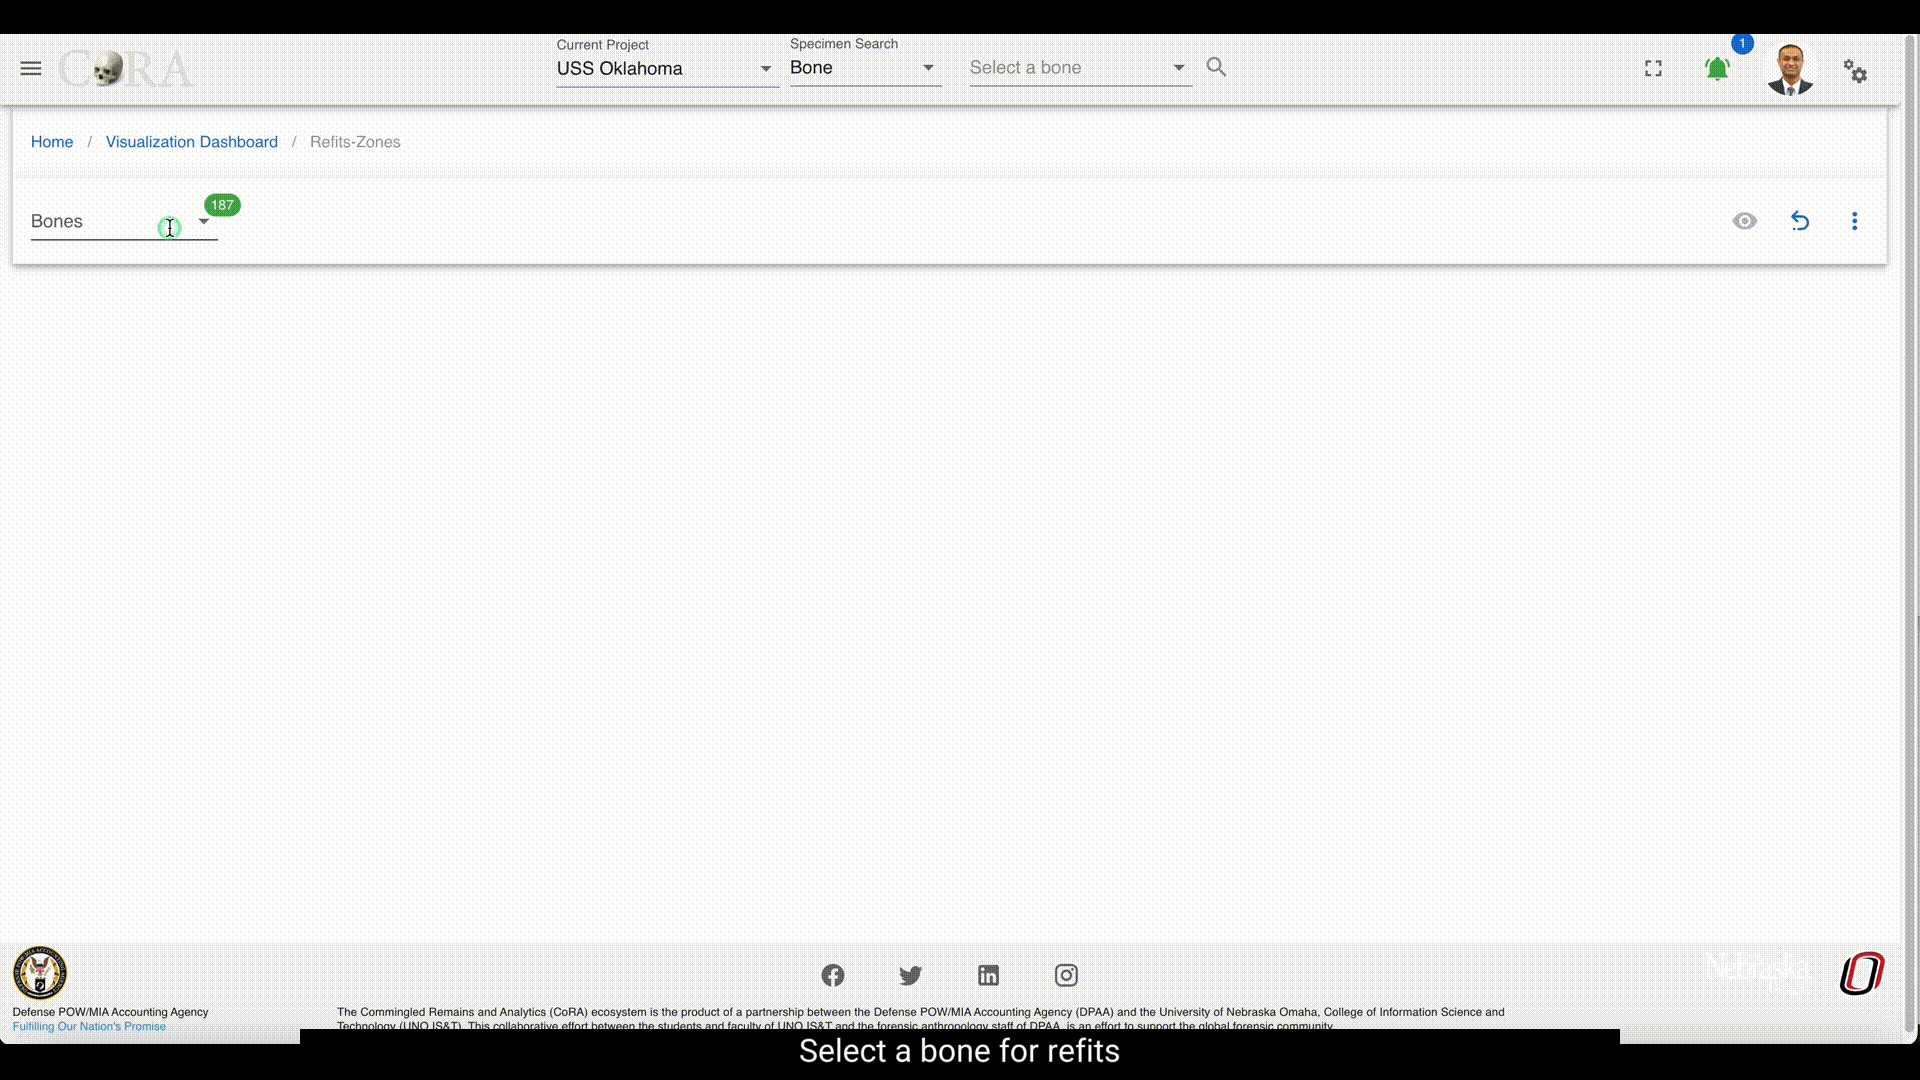 CoRA
Current Project
USS Oklahoma
Specimen Search
Bone
Select a bone
1
Home / Visualization Dashboard / Refits-Zones
187
Bones
Nebraska
Defense POW/MIA Accounting Agency
Fulfilling Our Nation's Promise
The Commingled Remains and Analytics (CoRA) ecosystem is the product of a partnership between the Defense POW/MIA Accounting Agency (DPAA) and the University of Nebraska Omaha, College of Information Science and
Technology (UNO IS&T). This collaborative effort between the students and faculty of UNO IS&T and the forensic anthropology staff of DPAA, is an effort to support the global forensic community.
Select a bone for refits